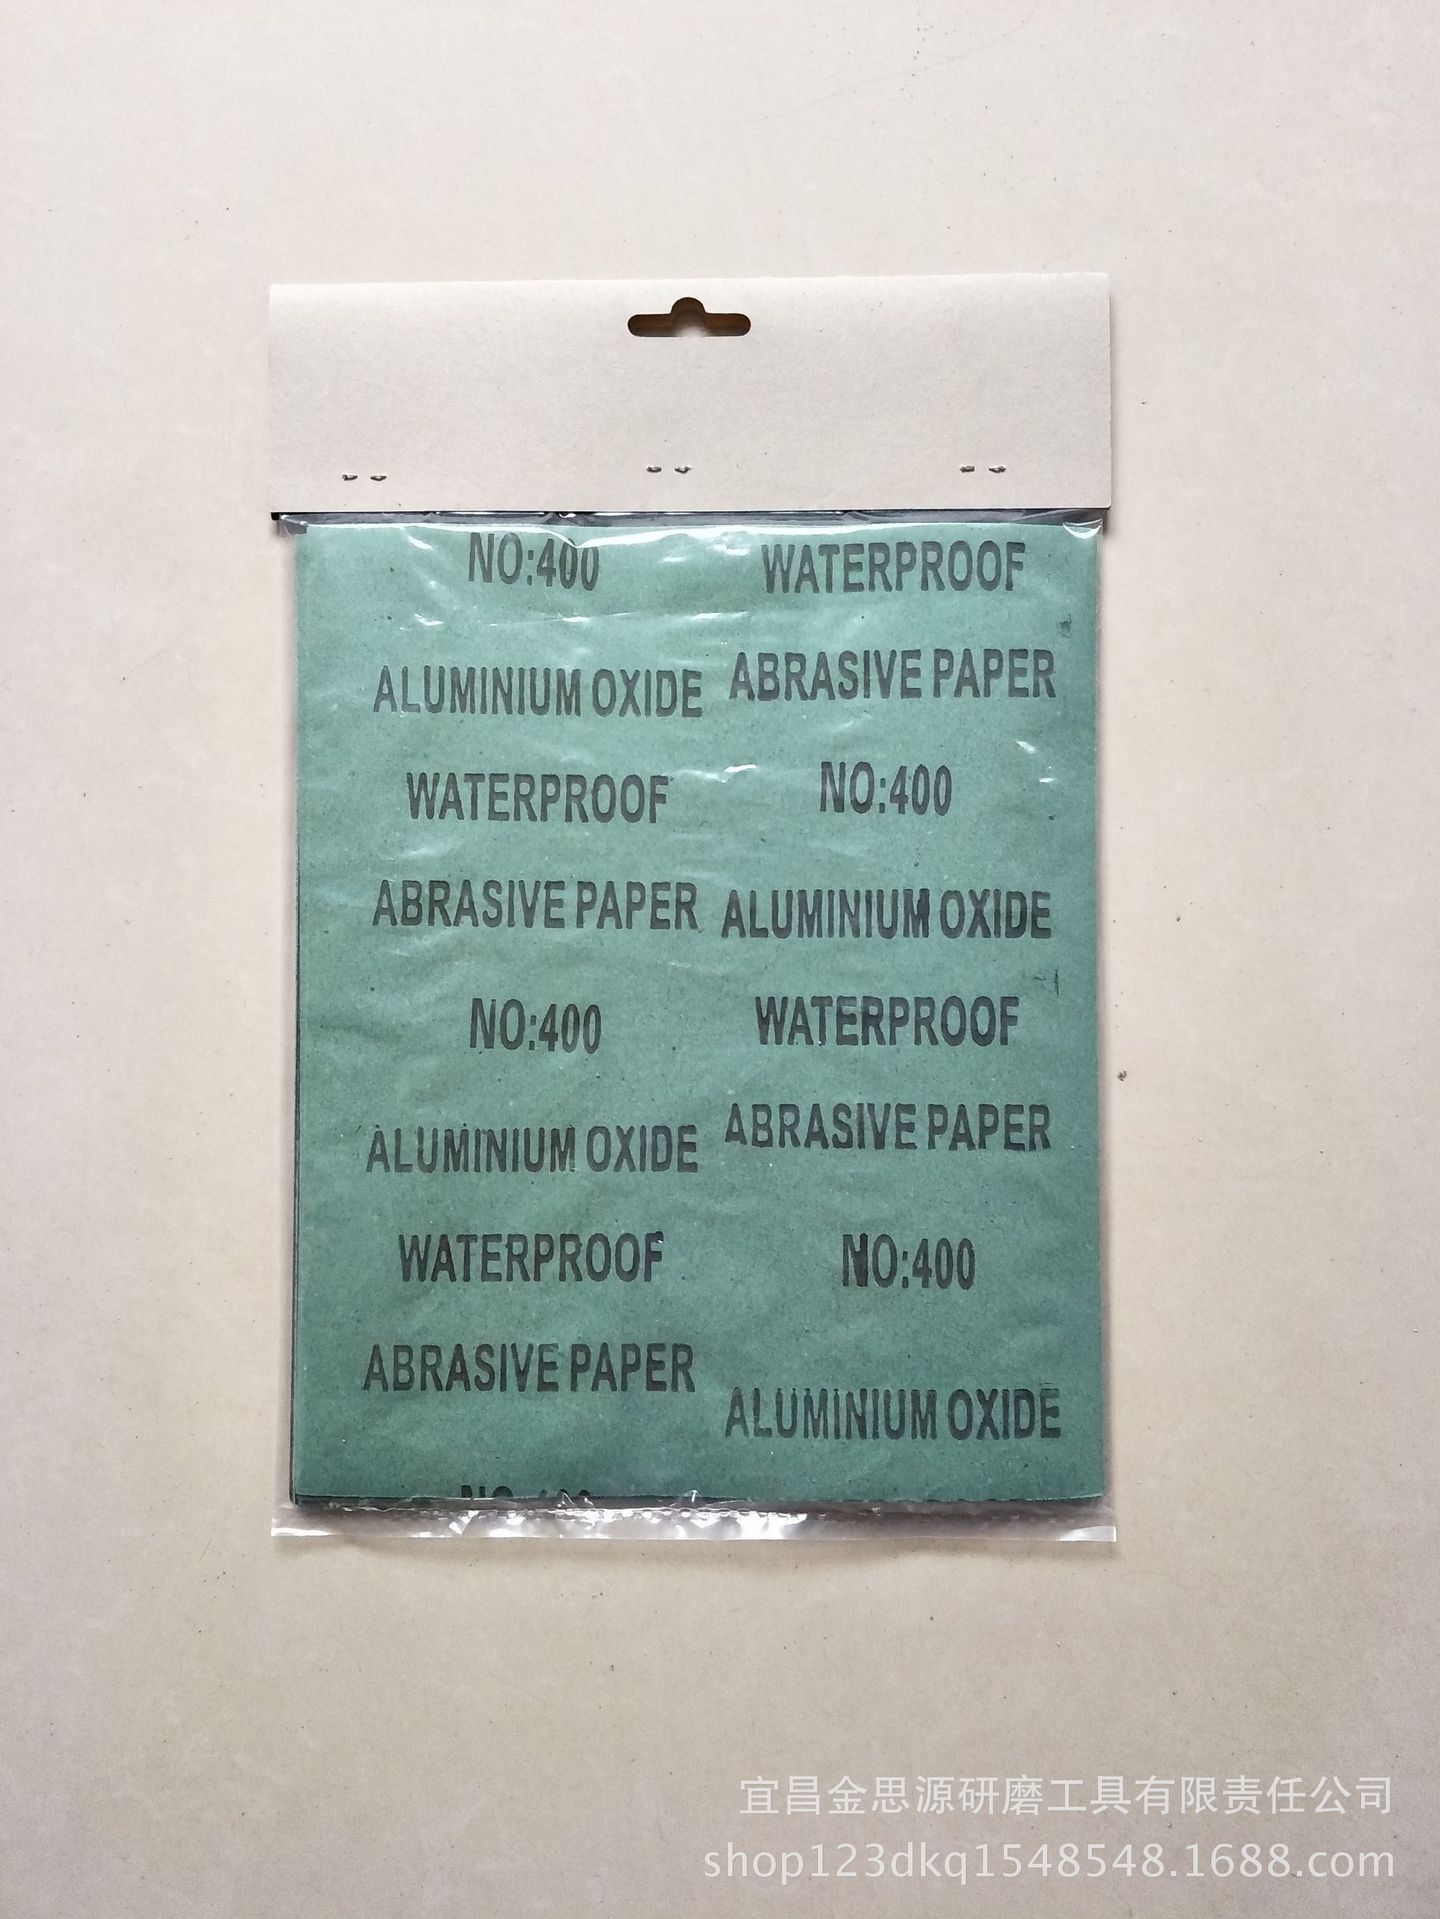 NO:400
ALUMINIUM OXIDE
WATERPROOF
ABRASIVE PAPER
NO:400
ALUMINIUM OXIDE
WATERPROOF
ABRASIVE PAPER
NO:400
WATERPROOF
ABRASIVE PAPER
NO:400
ALUMINIUM OXIDE
WATERPROOF
ABRASIVE PAPER
NO:400
ALUMINIUM OXIDE
宜昌金思源研磨工具有限责任公司
shop123dkq1548548.1688.com